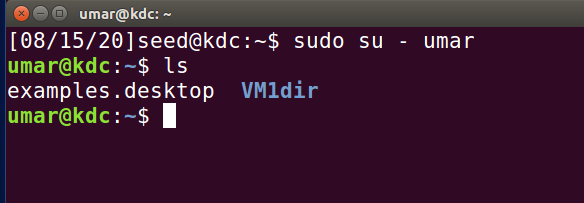 umar@kdc: ~
[08/15/20]seed@kdc:~$ sudo su - umar
umar@kdc:~$ ls
examples.desktop  VM1dir
umar@kdc:~$